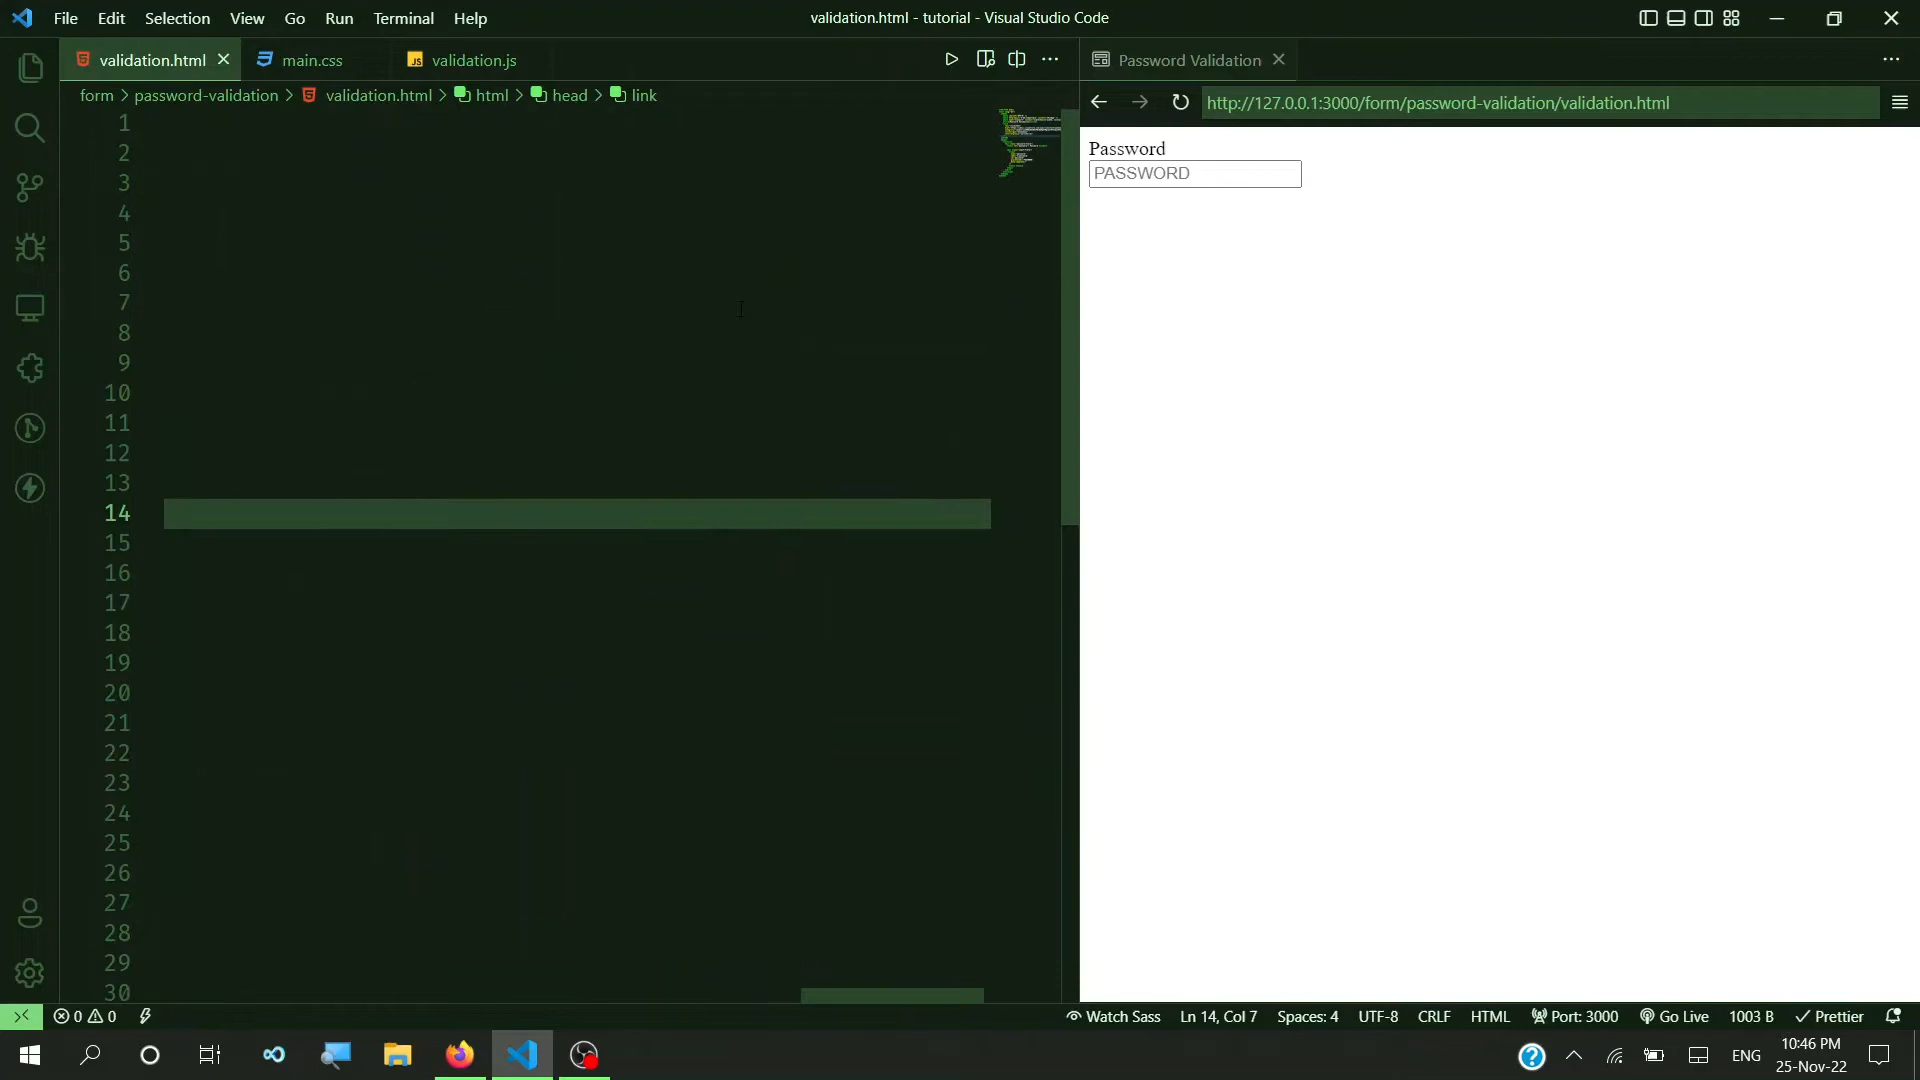 File Edit Selection View Go Run Terminal Help
validation.html - tutorial - Visual Studio Code
validation.html
main.css
JS validation.js
Password Validation
form > password-validation > validation.html > html > head > link
http://127.0.0.1:3000/form/password-validation/validation.html
Password
PASSWORD
1
2
3
4
5
6
7
8
9
10
11
12
13
14
15
16
17
18
19
20
21
22
23
24
25
26
27
28
29
30
0 0
Watch Sass Ln 14, Col 7 Spaces: 4 UTF-8 CRLF HTML Port: 3000 Go Live 1003 B Prettier
ENG
10:46 PM
25-Nov-22